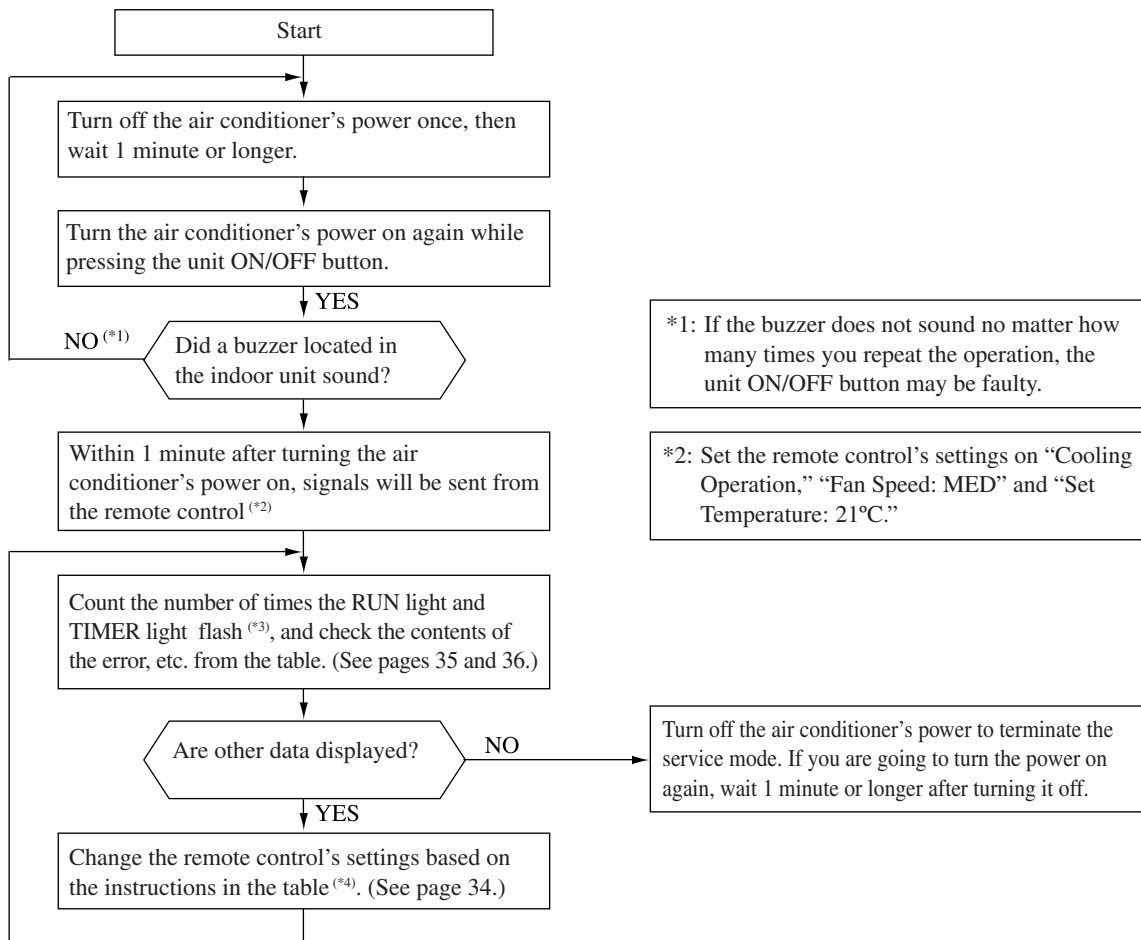 Start
Turn off the air conditioner's power once, then
wait 1 minute or longer.
Turn the air conditioner's power on again while
pressing the unit ON/OFF button.
YES
NO (*1)
Did a buzzer located in
the indoor unit sound?
*1: If the buzzer does not sound no matter how
many times you repeat the operation, the
unit ON/OFF button may be faulty.
Within 1 minute after turning the air
conditioner's power on, signals will be sent from
the remote control (*2)
*2: Set the remote control's settings on “Cooling
Operation,” “Fan Speed: MED” and “Set
Temperature: 21ºC.”
Count the number of times the RUN light and
TIMER light flash (*3), and check the contents of
the error, etc. from the table. (See pages 35 and 36.)
Are other data displayed?
NO
Turn off the air conditioner's power to terminate the
service mode. If you are going to turn the power on
again, wait 1 minute or longer after turning it off.
YES
Change the remote control's settings based on
the instructions in the table (*4). (See page 34.)